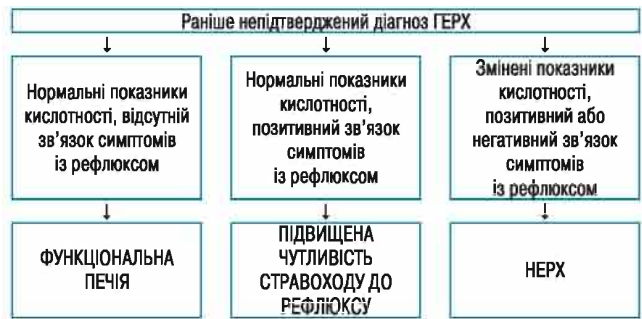 Раніше непідтверджений діагноз ГЕРХ
Нормальні показники
кислотності, відсутній
зв'язок симптомів
із рефлюксом
Нормальні показники
кислотності,
позитивний зв'язок
симптомів
із рефлюксом
Змінені показники
кислотності,
позитивний або
негативний зв'язок
симптомів
із рефлюксом
ФУНКЦІОНАЛЬНА
ПЕЧІЯ
ПІДВИЩЕНА
ЧУТЛИВІСТЬ
СТРАВОХОДУ ДО
РЕФЛЮКСУ
НЕРХ